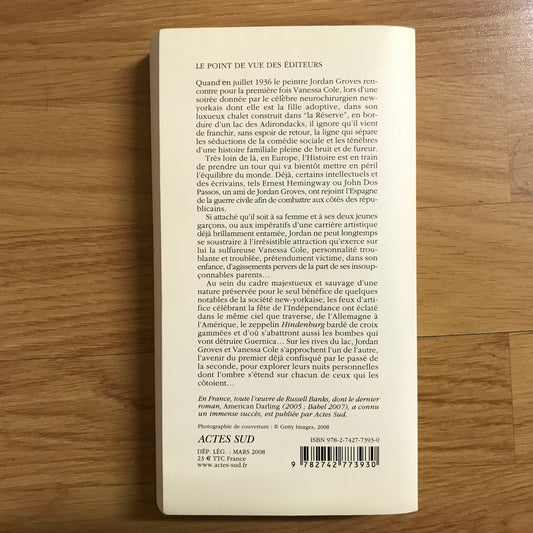 LE POINT DE VUE DES ÉDITEURS
Quand en juillet 1936 le peintre Jordan Groves ren-
contre pour la première fois Vanessa Cole, lors d'une
soirée donnée par le célèbre neurochirurgien new-
yorkais dont elle est la fille adoptive, dans son
luxueux chalet construit dans "la Réserve", en bor-
dure d'un lac des Adirondacks, il ignore qu'il vient
de franchir, sans espoir de retour, la ligne qui sépare
les séductions de la comédie sociale et les ténèbres
d'une histoire familiale pleine de bruit et de fureur.
Très loin de là, en Europe, l'Histoire est en train
de prendre un tour qui va bientôt mettre en péril
l'équilibre du monde. Déjà, certains intellectuels et
des écrivains, tels Ernest Hemingway ou John Dos
Passos, un ami de Jordan Groves, ont rejoint l'Espagne
de la guerre civile afin de combattre aux côtés des répu-
blicains.
Si attaché qu'il soit à sa femme et à ses deux jeunes
garçons, ou aux impératifs d'une carrière artistique
déjà brillamment entamée, Jordan ne peut longtemps
se soustraire à l'irrésistible attraction qu'exerce sur
lui la sulfureuse Vanessa Cole, personnalité trou-
blante et troublée, prétendument victime, dans son
enfance, d'agissements pervers de la part de ses insoup-
çonnables parents...
Au sein du cadre majestueux et sauvage d'une
nature préservée pour le seul bénéfice de quelques
notables de la société new-yorkaise, les feux d'arti-
fice célébrant la fête de l'Indépendance ont éclaté
dans le même ciel que traverse, de l'Allemagne à
l'Amérique, le zeppelin Hindenburg bardé de croix
gammées et d'où s'abattront aussi les bombes qui
vont détruire Guernica... Sur les rives du lac, Jordan
Groves et Vanessa Cole s'approchent l'un de l'autre,
l'avenir du premier déjà confisqué par le passé de
la seconde, pour explorer leurs nuits personnelles
dont l'ombre s'étend sur chacun de ceux qui les
côtoient...
En France, toute l'œuvre de Russell Banks, dont le dernier
roman, American Darling (2005 ; Babel 2007), a connu
un immense succès, est publiée par Actes Sud.
Photographie de couverture : © Getty Images, 2008
ACTES SUD
DÉP. LÉG. : MARS 2008
23 € TTC France
www.actes-sud.fr
ISBN 978-2-7427-7393-0
9 782742 773930